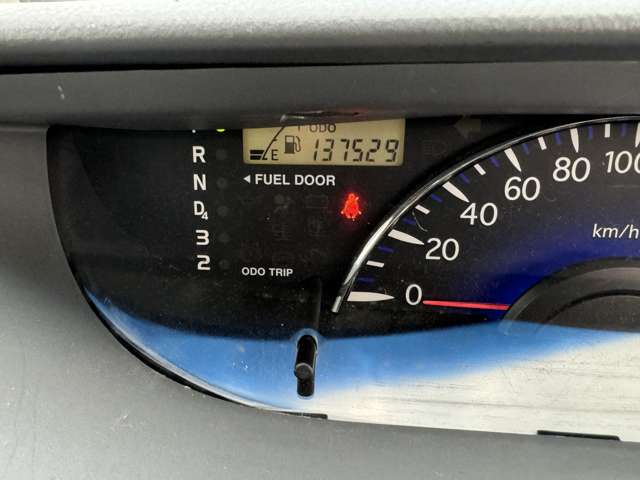 ODO
E 137529
R
N
D4
3
2
◄ FUEL DOOR
ODO TRIP
0
20
40
60
80
100
km/h